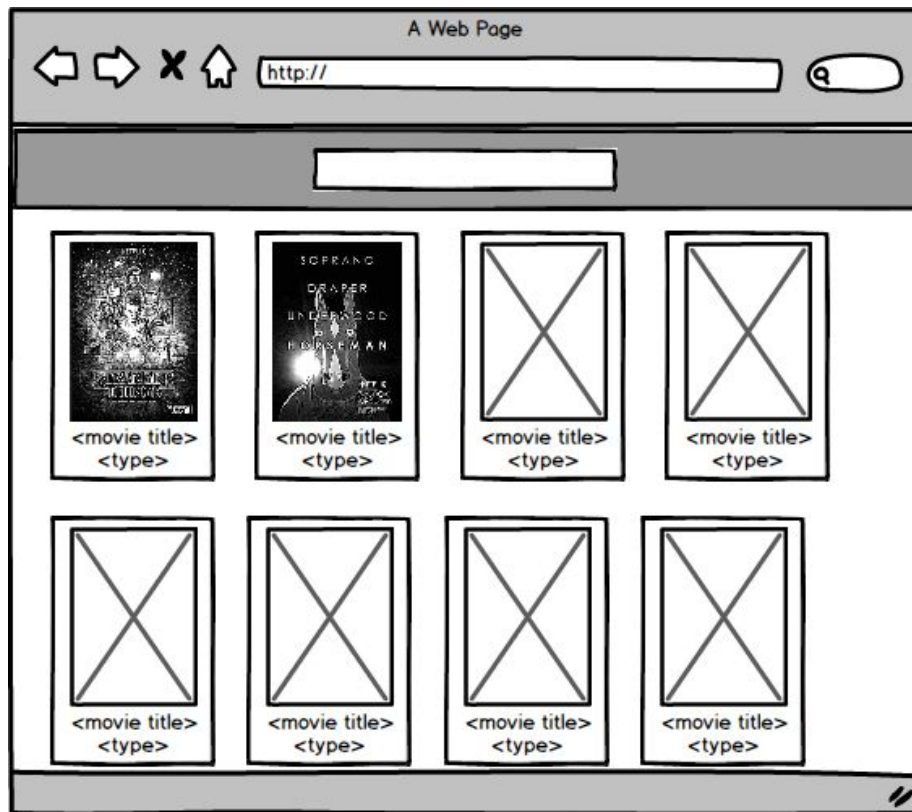 A Web Page
http://
SOPRANO
DRAPER
UNDERWOOD
HORSEMAN
<movie title>
<type>
<movie title>
<type>
<movie title>
<type>
<movie title>
<type>
<movie title>
<type>
<movie title>
<type>
<movie title>
<type>
<movie title>
<type>